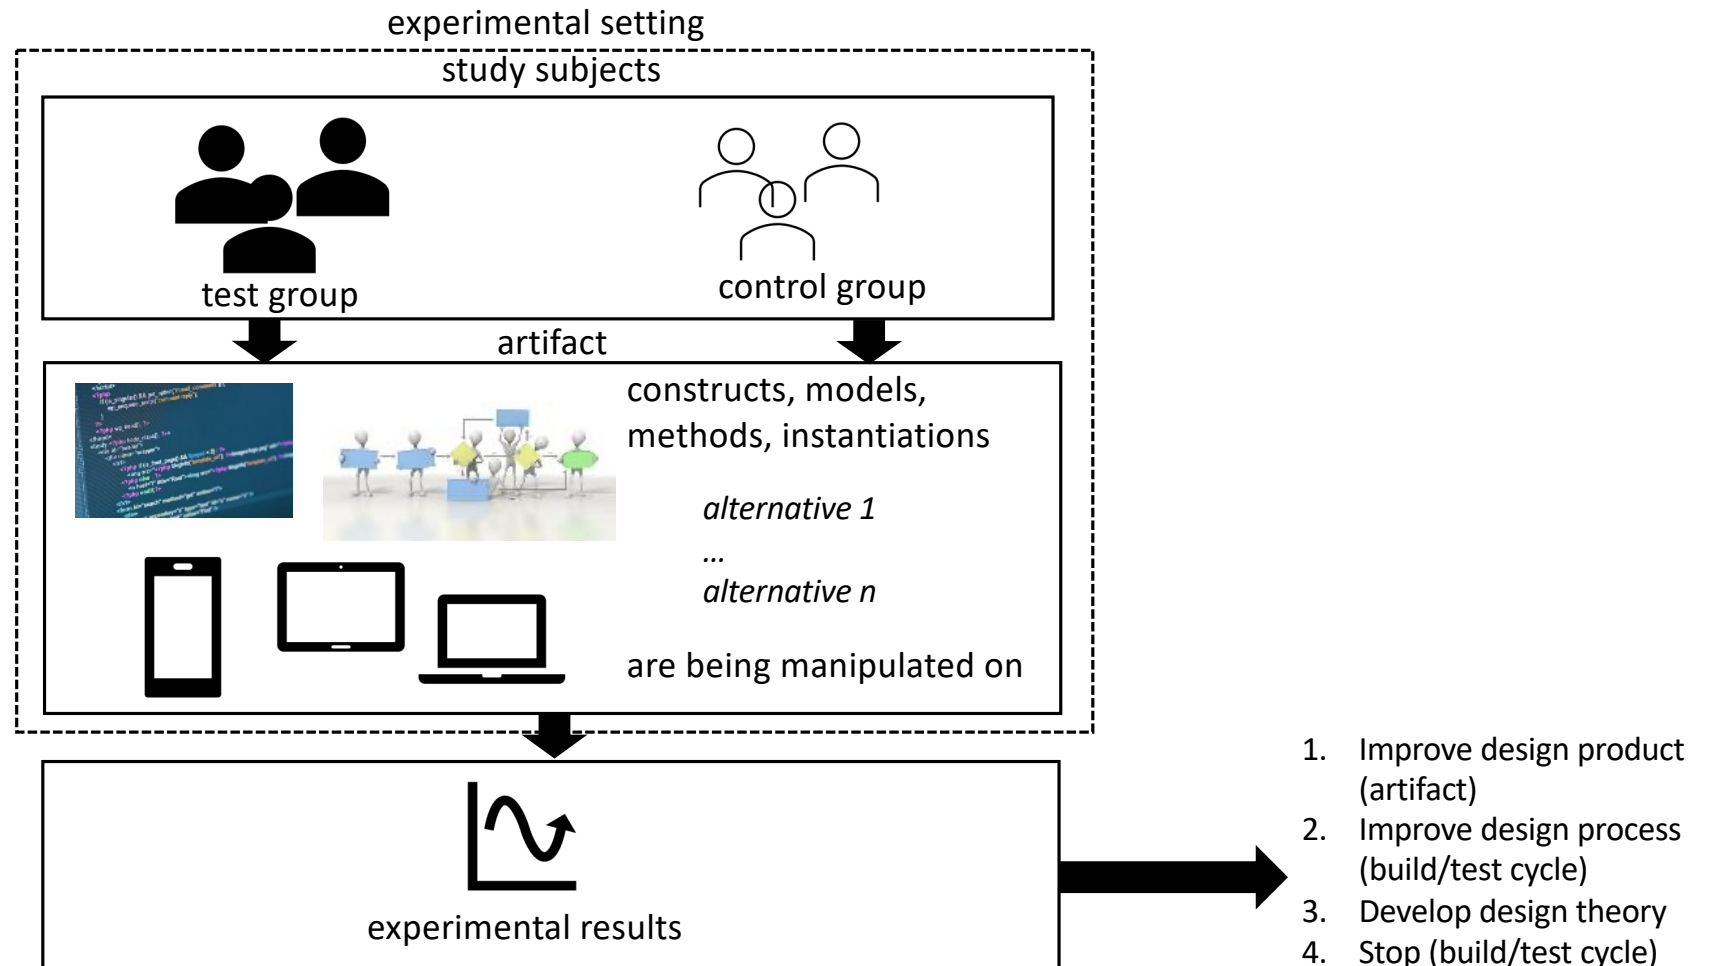 experimental setting
study subjects
test group
control group
artifact
constructs, models,
methods, instantiations
alternative 1
...
alternative n
are being manipulated on
experimental results
1. Improve design product
(artifact)
2. Improve design process
(build/test cycle)
3. Develop design theory
4. Stop (build/test cycle)